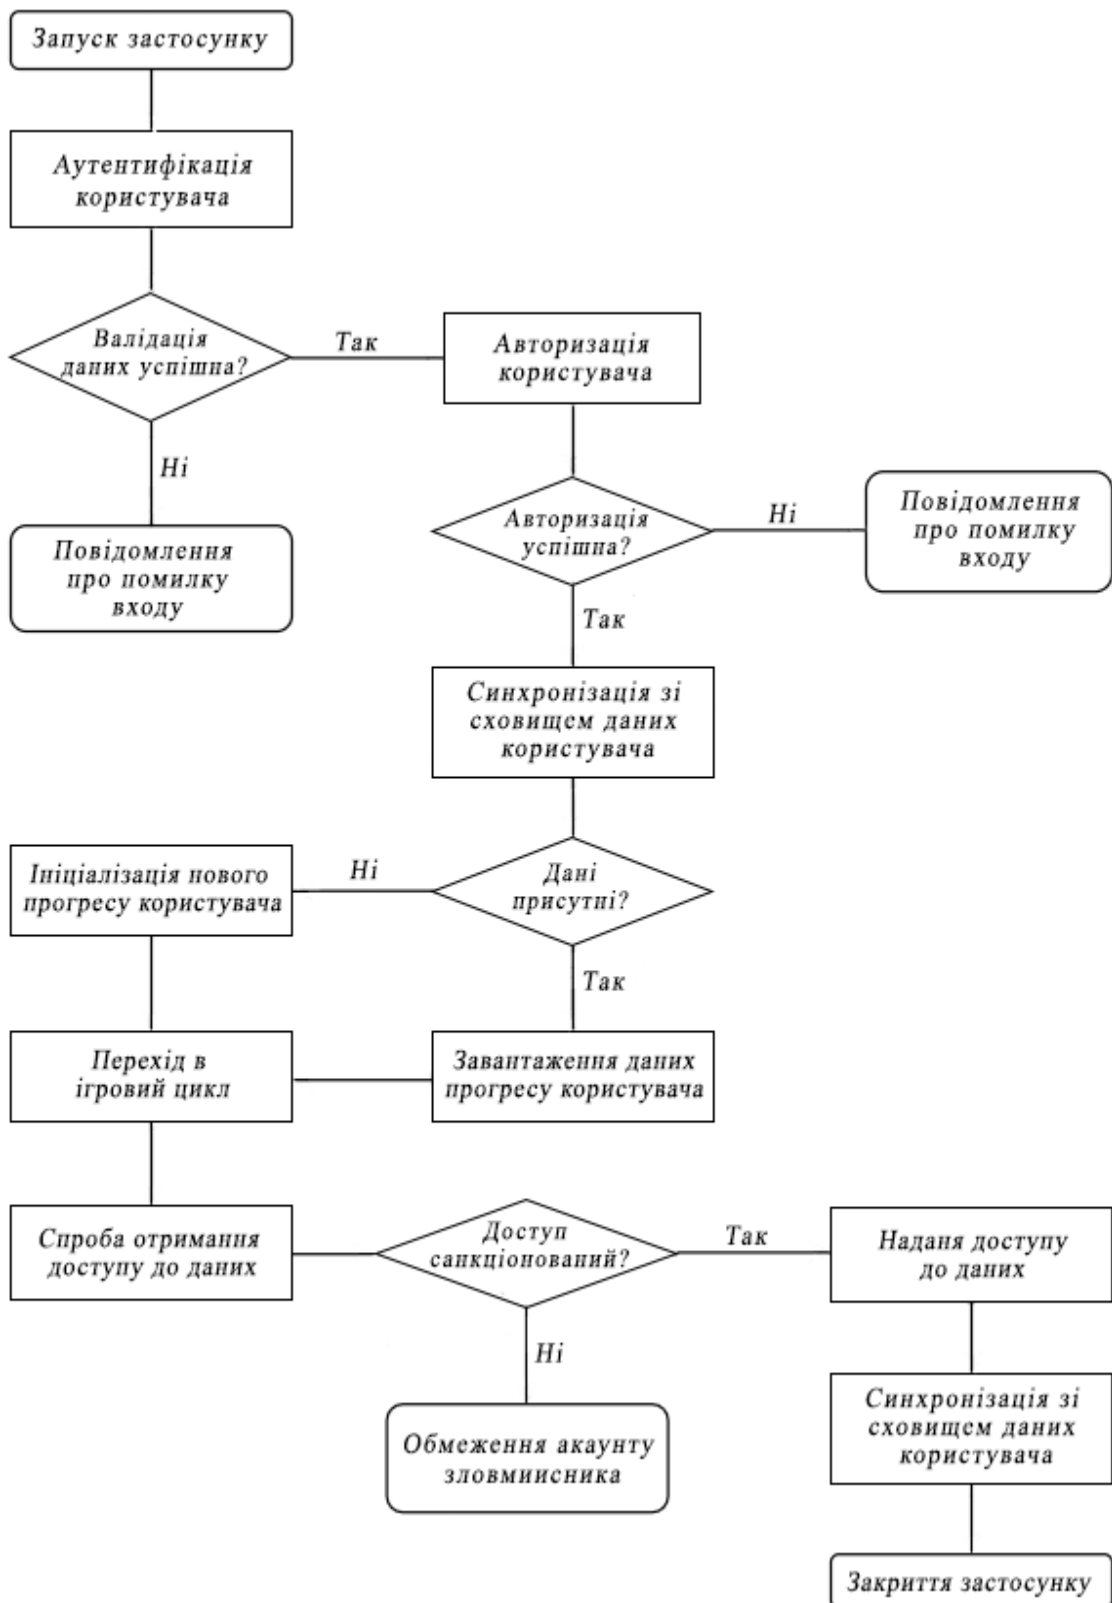 Запуск застосунку
Аутентифікація
користувача
Валідація
даних успішна?
Так
Авторизація
користувача
Ні
Повідомлення
про помилку
входу
Авторизація
успішна?
Ні
Повідомлення
про помилку
входу
Так
Синхронізація зі
сховищем даних
користувача
Дані
присутні?
Ні
Ініціалізація нового
прогресу користувача
Так
Завантаження даних
прогресу користувача
Перехід в
ігровий цикл
Спроба отримання
доступу до даних
Доступ
санкціонований?
Так
Наданя доступу
до даних
Ні
Обмеження акаунту
зловмиисника
Синхронізація зі
сховищем даних
користувача
Закриття застосунку